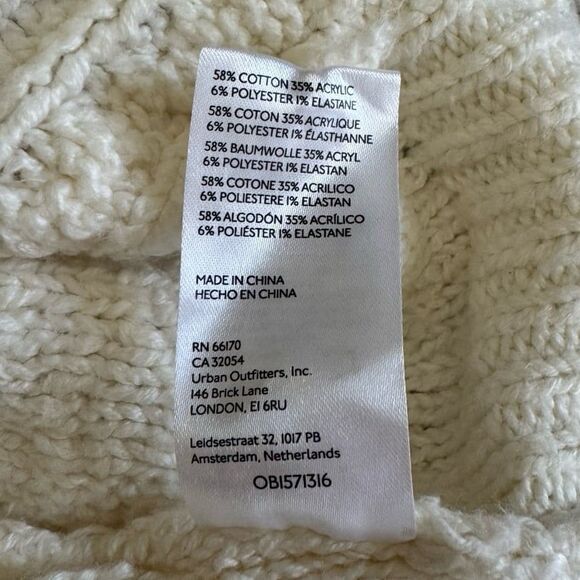 58% COTTON 35% ACRYLIC
6% POLYESTER 1% ELASTANE
58% COTON 35% ACRYLIQUE
6% POLYESTER 1% ÉLASTHANNE
58% BAUMWOLLE 35% ACRYL
6% POLYESTER 1% ELASTAN
58% COTONE 35% ACRILICO
6% POLIESTERE 1% ELASTAN
58% ALGODÓN 35% ACRÍLICO
6% POLIÉSTER 1% ELASTANE
MADE IN CHINA
HECHO EN CHINA
RN 66170
CA 32054
Urban Outfitters, Inc.
146 Brick Lane
LONDON, E1 6RU
Leidsestraat 32, 1017 PB
Amsterdam, Netherlands
OB1571316